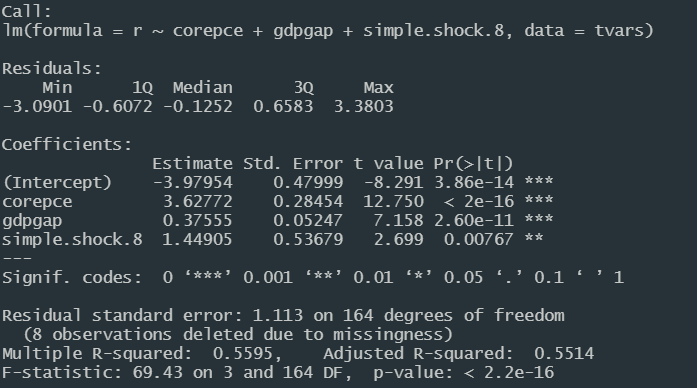 Call:
lm(formula = r ~ corepce + gdpgap + simple.shock.8, data = tvars)
Residuals:
Min 1Q Median 3Q Max
-3.0901 -0.6072 -0.1252 0.6583 3.3803
Coefficients:
Estimate Std. Error t value Pr(>|t|)
(Intercept) -3.97954 0.47999 -8.291 3.86e-14 ***
corepce 3.62772 0.28454 12.750 < 2e-16 ***
gdpgap 0.37555 0.05247 7.158 2.60e-11 ***
simple.shock.8 1.44905 0.53679 2.699 0.00767 **
---
Signif. codes: 0 ‘***’ 0.001 ‘**’ 0.01 ‘*’ 0.05 ‘.’ 0.1 ‘ ’ 1
Residual standard error: 1.113 on 164 degrees of freedom
(8 observations deleted due to missingness)
Multiple R-squared: 0.5595, Adjusted R-squared: 0.5514
F-statistic: 69.43 on 3 and 164 DF, p-value: < 2.2e-16